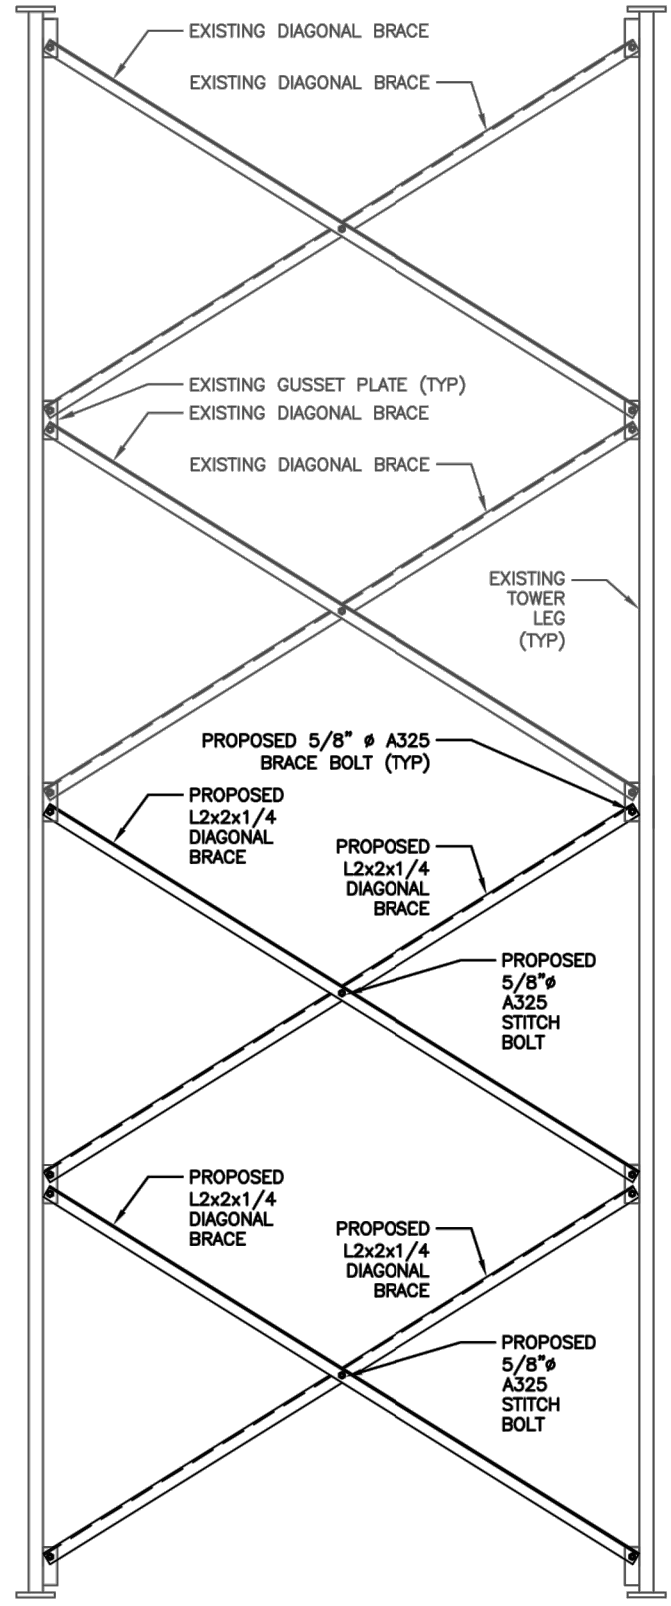 EXISTING DIAGONAL BRACE
EXISTING DIAGONAL BRACE
EXISTING GUSSET PLATE (TYP)
EXISTING DIAGONAL BRACE
EXISTING DIAGONAL BRACE
EXISTING
TOWER
LEG
(TYP)
PROPOSED 5/8" ø A325
BRACE BOLT (TYP)
PROPOSED
L2x2x1/4
DIAGONAL
BRACE
PROPOSED
L2x2x1/4
DIAGONAL
BRACE
PROPOSED
5/8"ø
A325
STITCH
BOLT
PROPOSED
L2x2x1/4
DIAGONAL
BRACE
PROPOSED
L2x2x1/4
DIAGONAL
BRACE
PROPOSED
5/8"ø
A325
STITCH
BOLT